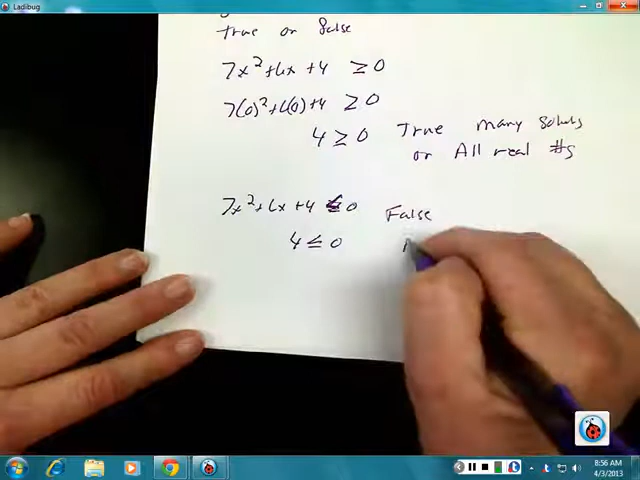 Ladibug
True or False
7x² + 6x + 4 ≥ 0
7(0)² + 6(0) + 4 ≥ 0
4 ≥ 0 True many solutns
or All real #s
7x² + 6x + 4 ≤ 0 False
4 ≤ 0
8:56 AM
4/3/2013